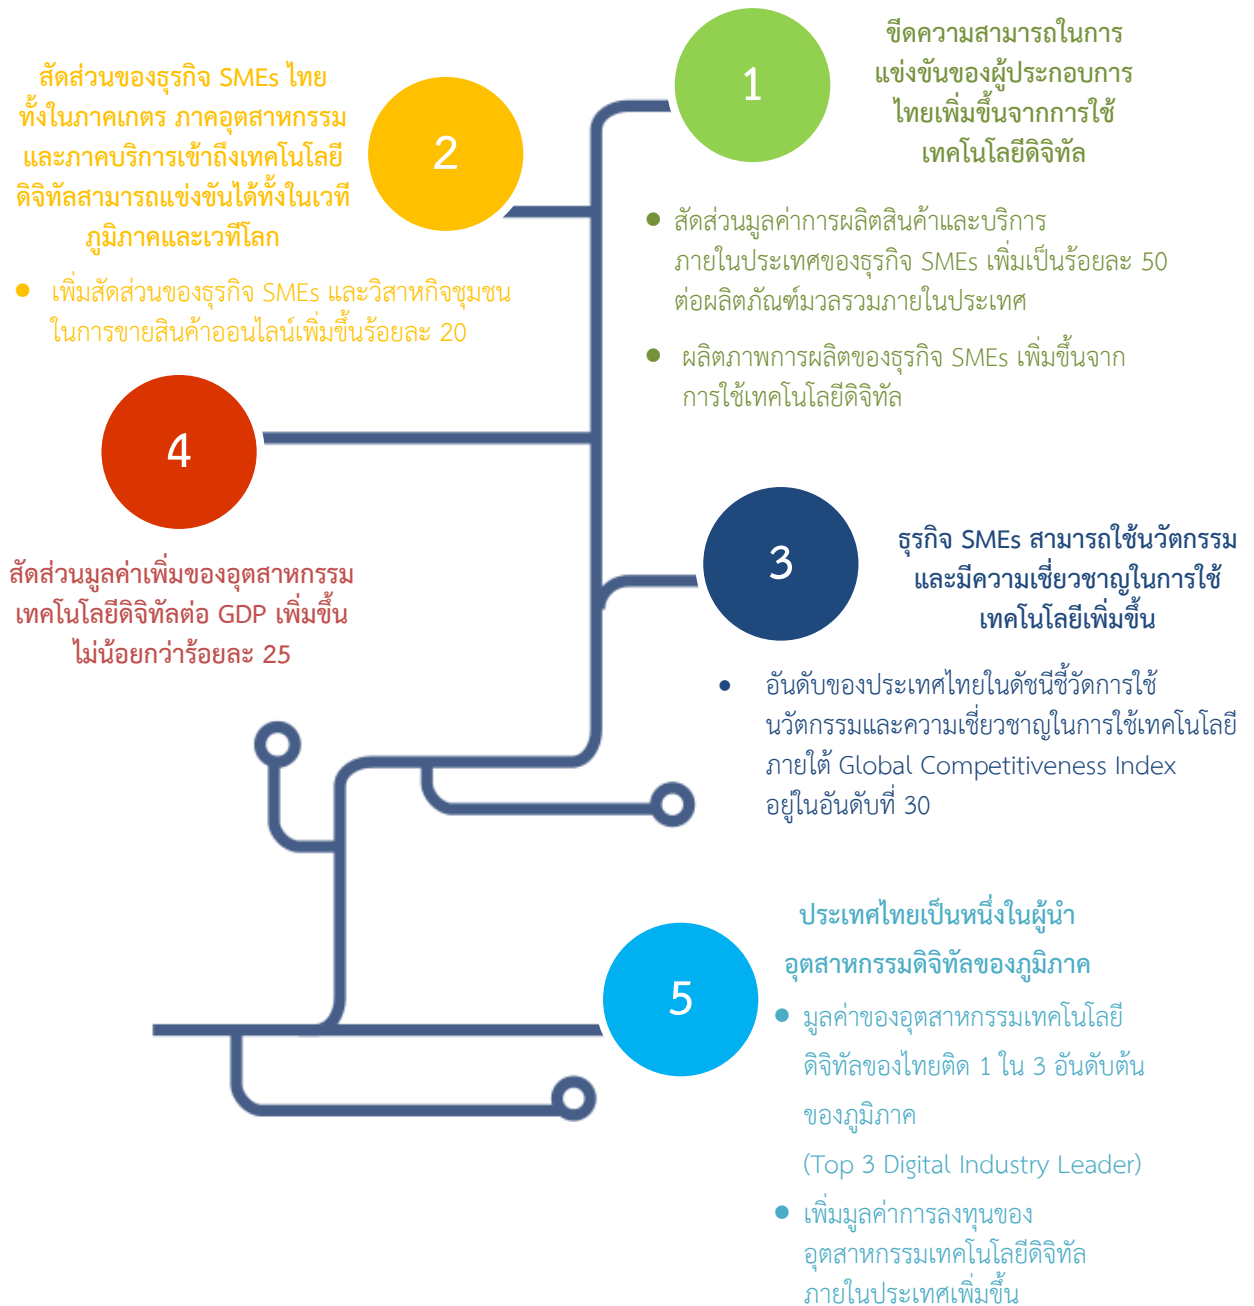 1
ขีดความสามารถในการ
แข่งขันของผู้ประกอบการ
ไทยเพิ่มขึ้นจากการใช้
เทคโนโลยีดิจิทัล
● สัดส่วนมูลค่าการผลิตสินค้าและบริการ
ภายในประเทศของธุรกิจ SMEs เพิ่มเป็นร้อยละ 50
ต่อผลิตภัณฑ์มวลรวมภายในประเทศ
● ผลิตภาพการผลิตของธุรกิจ SMEs เพิ่มขึ้นจาก
การใช้เทคโนโลยีดิจิทัล
2
สัดส่วนของธุรกิจ SMEs ไทย
ทั้งในภาคเกตร ภาคอุตสาหกรรม
และภาคบริการเข้าถึงเทคโนโลยี
ดิจิทัลสามารถแข่งขันได้ทั้งในเวที
ภูมิภาคและเวทีโลก
● เพิ่มสัดส่วนของธุรกิจ SMEs และวิสาหกิจชุมชน
ในการขายสินค้าออนไลน์เพิ่มขึ้นร้อยละ 20
3
ธุรกิจ SMEs สามารถใช้นวัตกรรม
และมีความเชี่ยวชาญในการใช้
เทคโนโลยีเพิ่มขึ้น
● อันดับของประเทศไทยในดัชนีชี้วัดการใช้
นวัตกรรมและความเชี่ยวชาญในการใช้เทคโนโลยี
ภายใต้ Global Competitiveness Index
อยู่ในอันดับที่ 30
4
สัดส่วนมูลค่าเพิ่มของอุตสาหกรรม
เทคโนโลยีดิจิทัลต่อ GDP เพิ่มขึ้น
ไม่น้อยกว่าร้อยละ 25
5
ประเทศไทยเป็นหนึ่งในผู้นำ
อุตสาหกรรมดิจิทัลของภูมิภาค
● มูลค่าของอุตสาหกรรมเทคโนโลยี
ดิจิทัลของไทยติด 1 ใน 3 อันดับต้น
ของภูมิภาค
(Top 3 Digital Industry Leader)
● เพิ่มมูลค่าการลงทุนของ
อุตสาหกรรมเทคโนโลยีดิจิทัล
ภายในประเทศเพิ่มขึ้น